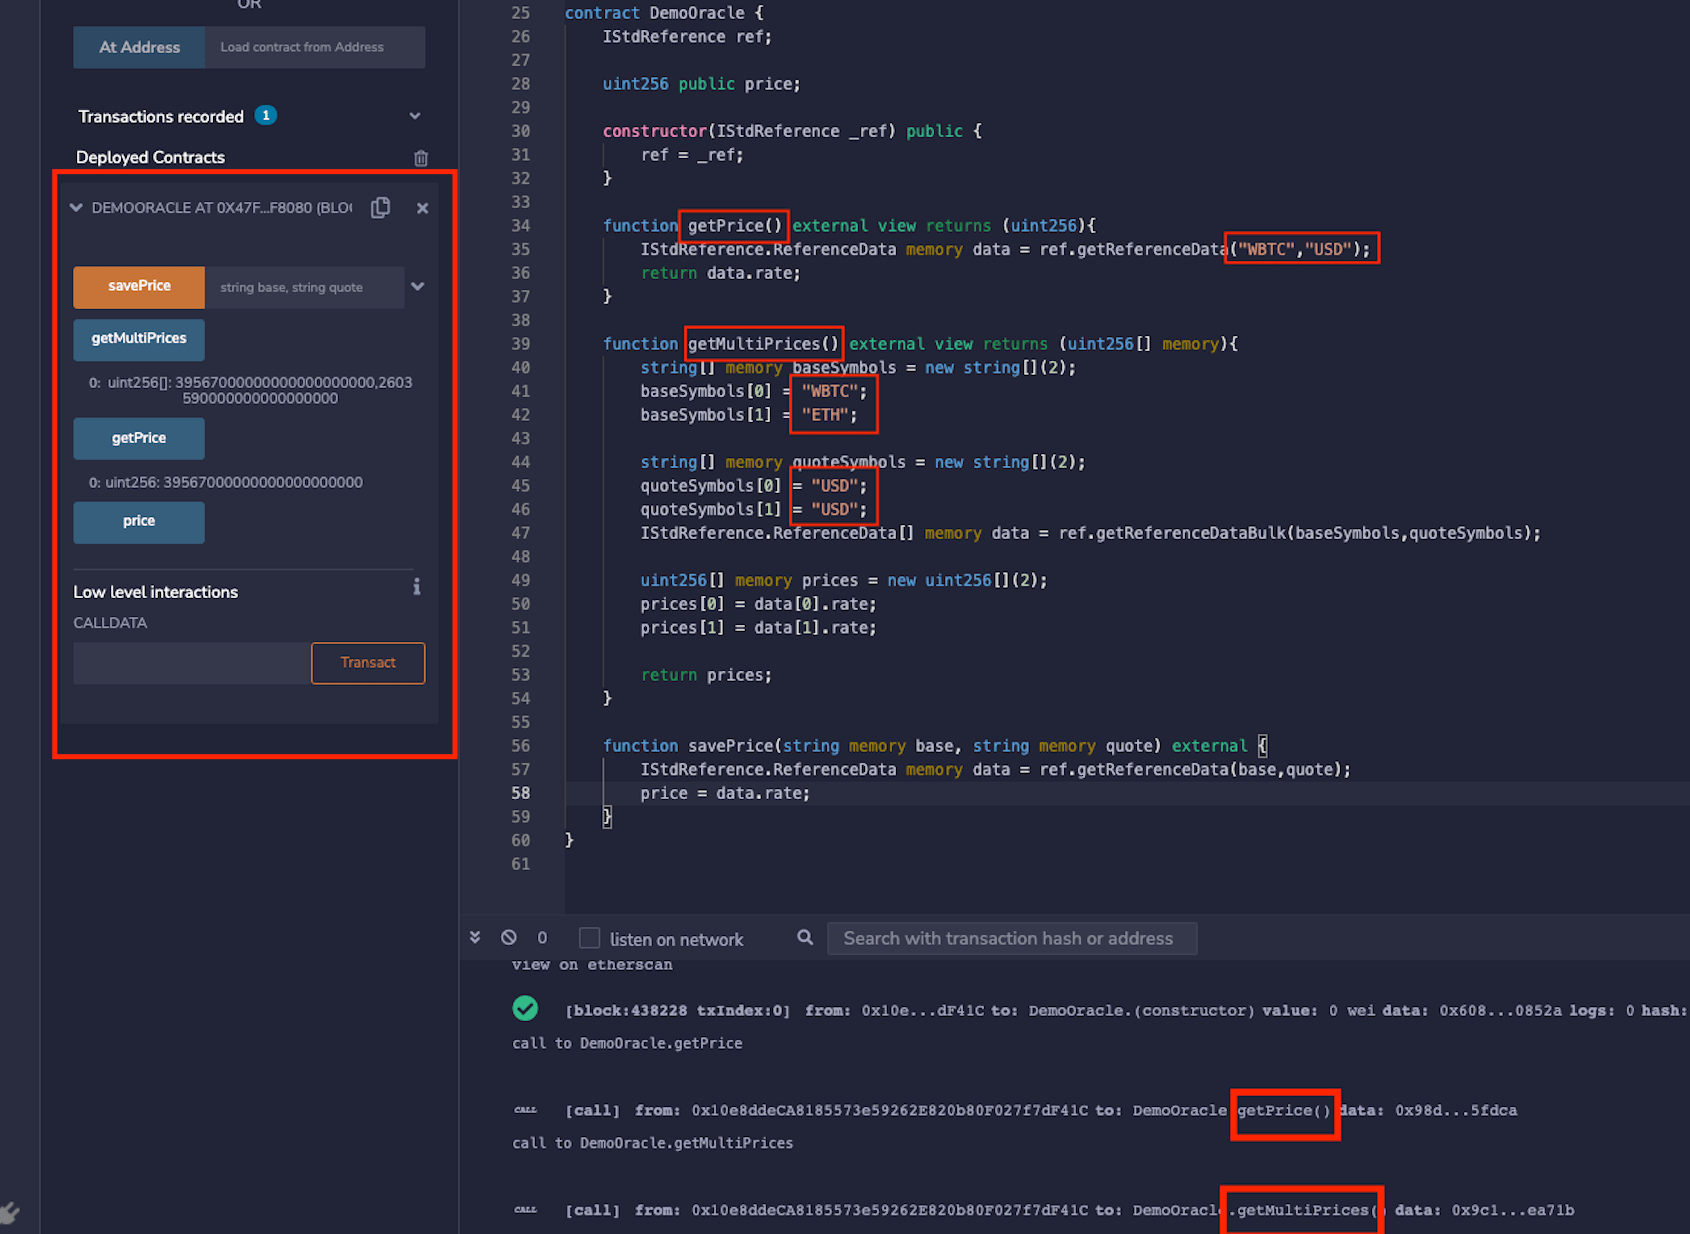 OR
At Address
Load contract from Address
Transactions recorded 1
Deployed Contracts
DEMOORACLE AT 0X47F...F8080 (BLO
savePrice
string base, string quote
getMultiPrices
0: uint256[]: 39567000000000000000000,2603
590000000000000000
getPrice
0: uint256: 39567000000000000000000
price
Low level interactions
CALLDATA
Transact
25 contract DemoOracle {
26 IStdReference ref;
27
28 uint256 public price;
29
30 constructor(IStdReference _ref) public {
31 ref = _ref;
32 }
33
34 function getPrice() external view returns (uint256){
35 IStdReference.ReferenceData memory data = ref.getReferenceData("WBTC","USD");
36 return data.rate;
37 }
38
39 function getMultiPrices() external view returns (uint256[] memory){
40 string[] memory baseSymbols = new string[](2);
41 baseSymbols[0] = "WBTC";
42 baseSymbols[1] = "ETH";
43
44 string[] memory quoteSymbols = new string[](2);
45 quoteSymbols[0] = "USD";
46 quoteSymbols[1] = "USD";
47 IStdReference.ReferenceData[] memory data = ref.getReferenceDataBulk(baseSymbols,quoteSymbols);
48
49 uint256[] memory prices = new uint256[](2);
50 prices[0] = data[0].rate;
51 prices[1] = data[1].rate;
52
53 return prices;
54 }
55
56 function savePrice(string memory base, string memory quote) external {
57 IStdReference.ReferenceData memory data = ref.getReferenceData(base,quote);
58 price = data.rate;
59 }
60 }
61
0 listen on network Search with transaction hash or address
view on etherscan
[block:438228 txIndex:0] from: 0x10e...dF41C to: DemoOracle.(constructor) value: 0 wei data: 0x608...0852a logs: 0 hash:
call to DemoOracle.getPrice
CALL [call] from: 0x10e8ddeCA8185573e59262E820b80F027f7dF41C to: DemoOracle getPrice() data: 0x98d...5fdca
call to DemoOracle.getMultiPrices
CALL [call] from: 0x10e8ddeCA8185573e59262E820b80F027f7dF41C to: DemoOracle.getMultiPrices() data: 0x9c1...ea71b